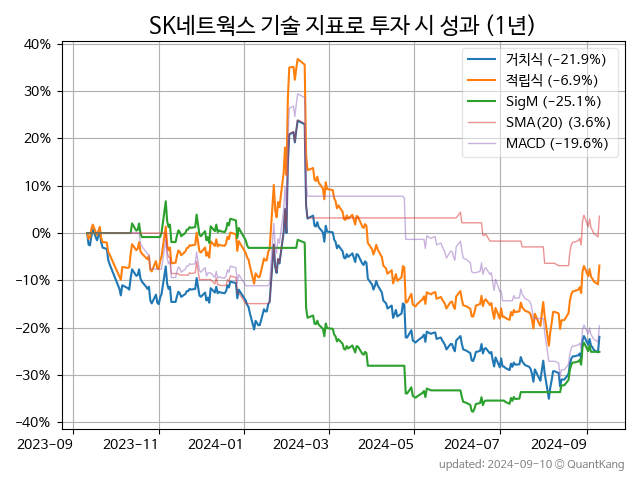 SK네트웍스 기술 지표로 투자 시 성과 (1년)
40%
30%
20%
10%
0%
−10%
−20%
−30%
−40%
거치식 (−21.9%)
적립식 (−6.9%)
SigM (−25.1%)
SMA(20) (3.6%)
MACD (−19.6%)
2023-09 2023-11 2024-01 2024-03 2024-05 2024-07 2024-09
updated: 2024-09-10 @ QuantKang